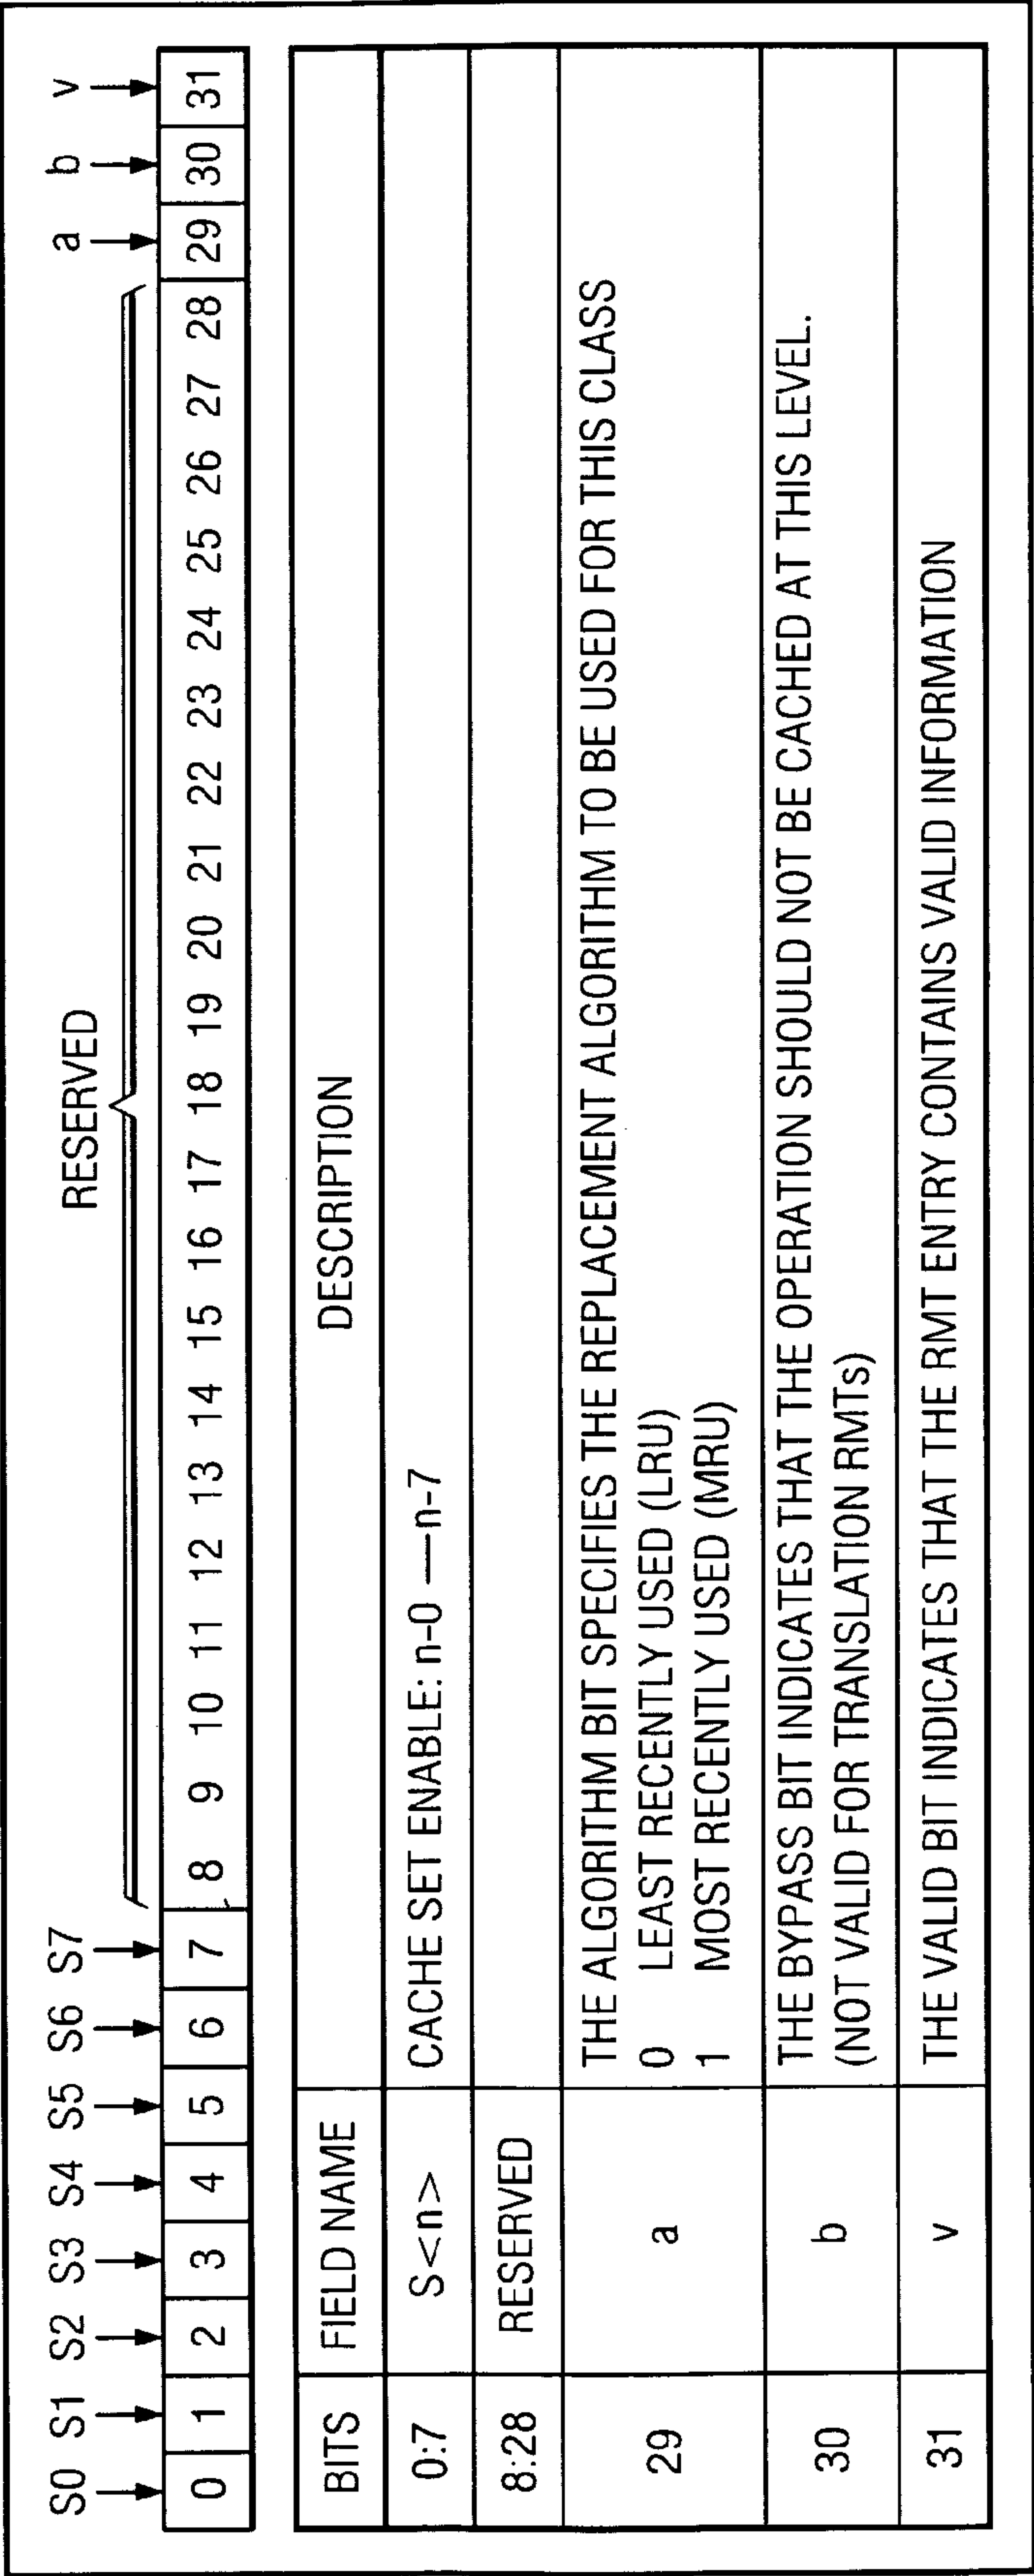 RESERVED
S0 S1 S2 S3 S4 S5 S6 S7 a b v
0 1 2 3 4 5 6 7 8 9 10 11 12 13 14 15 16 17 18 19 20 21 22 23 24 25 26 27 28 29 30 31
BITS FIELD NAME DESCRIPTION
0:7 S<n> CACHE SET ENABLE: n-0 —n-7
8:28 RESERVED
29 a THE ALGORITHM BIT SPECIFIES THE REPLACEMENT ALGORITHM TO BE USED FOR THIS CLASS
0 LEAST RECENTLY USED (LRU)
1 MOST RECENTLY USED (MRU)
30 b THE BYPASS BIT INDICATES THAT THE OPERATION SHOULD NOT BE CACHED AT THIS LEVEL.
(NOT VALID FOR TRANSLATION RMTs)
31 v THE VALID BIT INDICATES THAT THE RMT ENTRY CONTAINS VALID INFORMATION